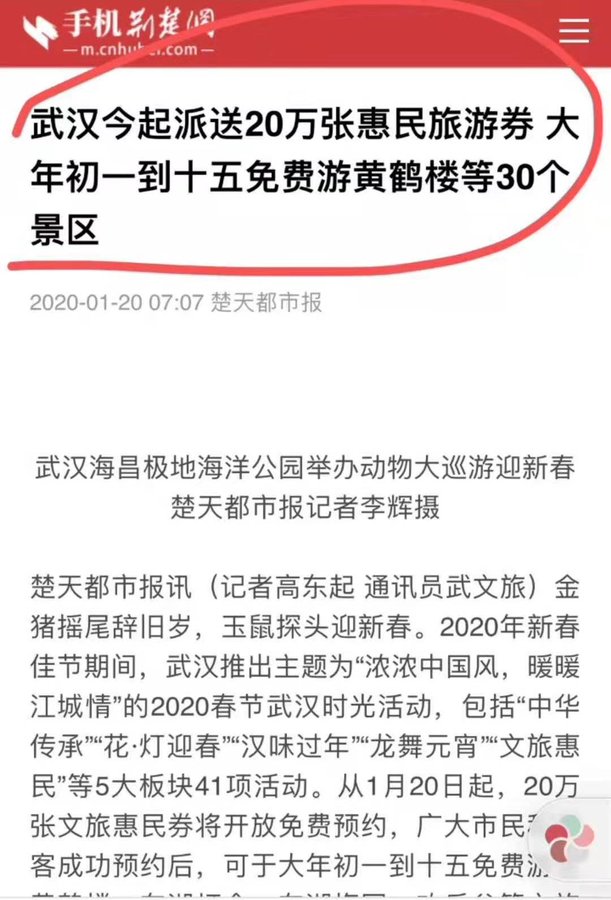 手机荆楚网
m.cnhubei.com
武汉今起派送20万张惠民旅游券 大
年初一到十五免费游黄鹤楼等30个
景区
2020-01-20 07:07 楚天都市报
武汉海昌极地海洋公园举办动物大巡游迎新春
楚天都市报记者李辉摄
楚天都市报讯（记者高东起 通讯员武文旅）金
猪摇尾辞旧岁，玉鼠探头迎新春。2020年新春
佳节期间，武汉推出主题为“浓浓中国风，暖暖
江城情”的2020春节武汉时光活动，包括“中华
传承”“花·灯迎春”“汉味过年”“龙舞元宵”“文旅惠
民”等5大板块41项活动。从1月20日起，20万
张文旅惠民券将开放免费预约，广大市民
客成功预约后，可于大年初一到十五免费游